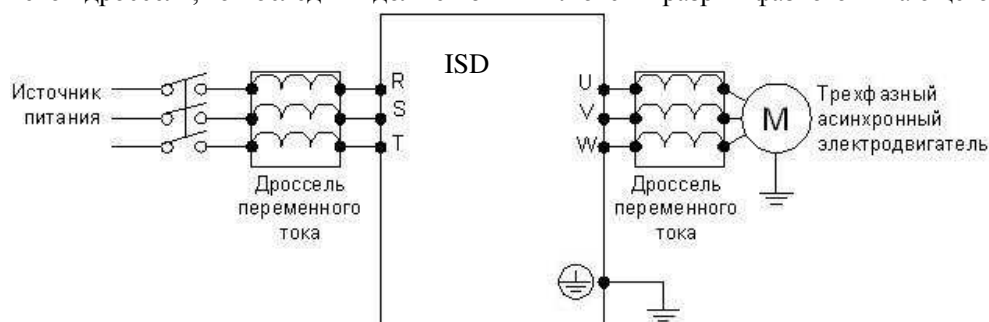 ISD
R
S
T
U
V
W
Источник
питания
Дроссель
переменного
тока
Дроссель
переменного
тока
M
Трехфазный
асинхронный
электродвигатель